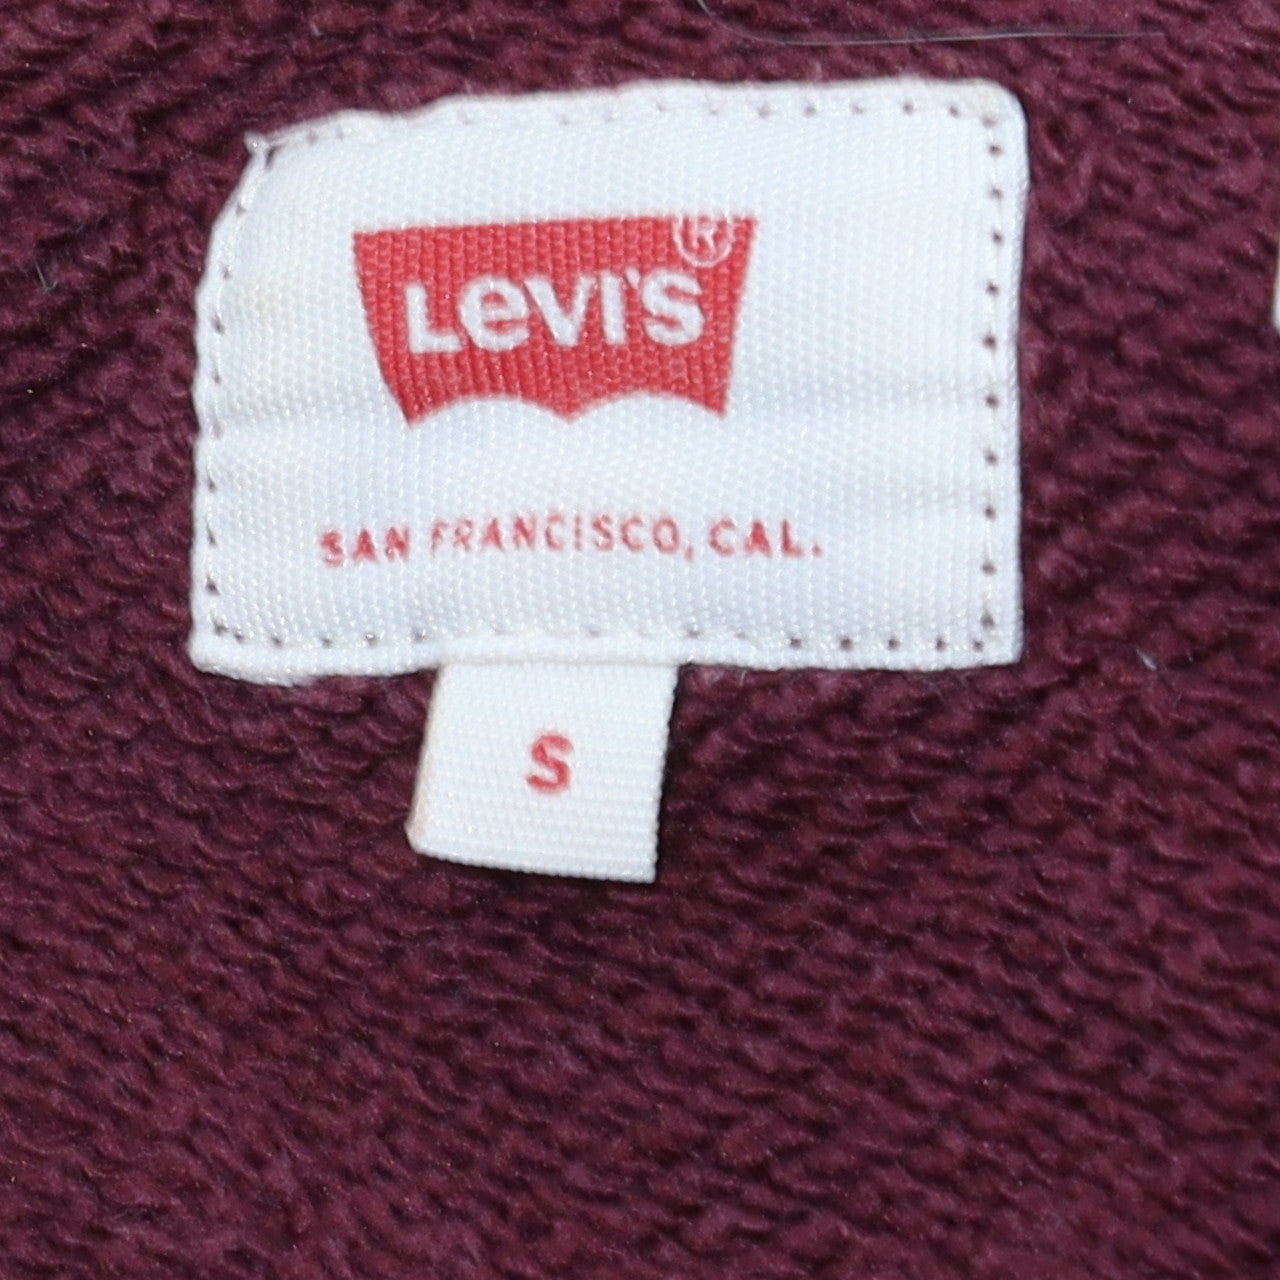 LEVI'S®
SAN FRANCISCO, CAL.
S